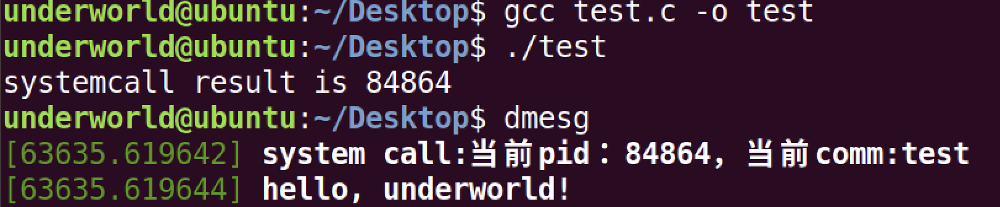 underworld@ubuntu:~/Desktop$ gcc test.c -o test
underworld@ubuntu:~/Desktop$ ./test
systemcall result is 84864
underworld@ubuntu:~/Desktop$ dmesg
[63635.619642] system call:当前pid：84864，当前comm:test
[63635.619644] hello, underworld!